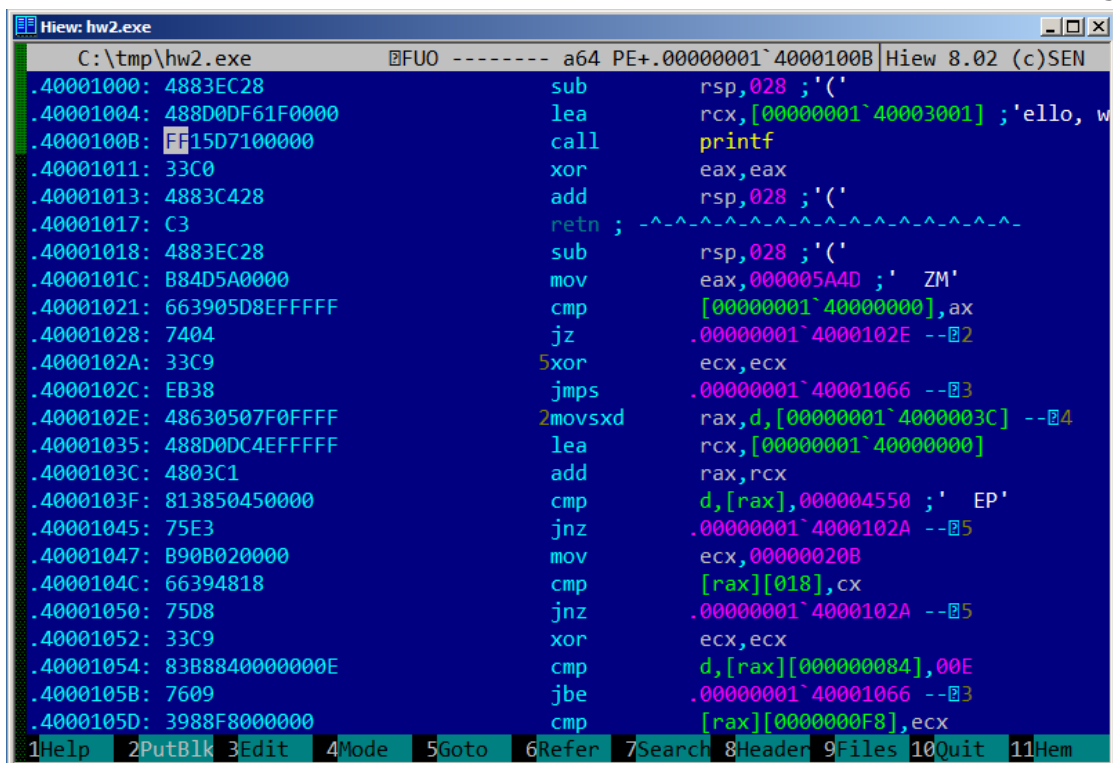 Hiew: hw2.exe
C:\tmp\hw2.exe FUO -------- a64 PE+.00000001`4000100B Hiew 8.02 (c)SEN
.40001000: 4883EC28 sub rsp,028 ;'('
.40001004: 488D0DF61F0000 lea rcx,[00000001`40003001] ;'ello, w
.4000100B: FF15D7100000 call printf
.40001011: 33C0 xor eax,eax
.40001013: 4883C428 add rsp,028 ;'('
.40001017: C3 retn ; -^-^-^-^-^-^-^-^-^-^-^-^-^-^-^-
.40001018: 4883EC28 sub rsp,028 ;'('
.4000101C: B84D5A0000 mov eax,000005A4D ;' ZM'
.40001021: 663905D8EFFFFF cmp [00000001`40000000],ax
.40001028: 7404 jz .00000001`4000102E --2
.4000102A: 33C9 5xor ecx,ecx
.4000102C: EB38 jmps .00000001`40001066 --3
.4000102E: 48630507F0FFFF 2movsxd rax,d,[00000001`4000003C] --4
.40001035: 488D0DC4EFFFFF lea rcx,[00000001`40000000]
.4000103C: 4803C1 add rax,rcx
.4000103F: 813850450000 cmp d,[rax],000004550 ;' EP'
.40001045: 75E3 jnz .00000001`4000102A --5
.40001047: B90B020000 mov ecx,00000020B
.4000104C: 66394818 cmp [rax][018],cx
.40001050: 75D8 jnz .00000001`4000102A --5
.40001052: 33C9 xor ecx,ecx
.40001054: 83B8840000000E cmp d,[rax][000000084],00E
.4000105B: 7609 jbe .00000001`40001066 --3
.4000105D: 3988F8000000 cmp [rax][0000000F8],ecx
1Help 2PutBlk 3Edit 4Mode 5Goto 6Refer 7Search 8Header 9Files 10Quit 11Hem